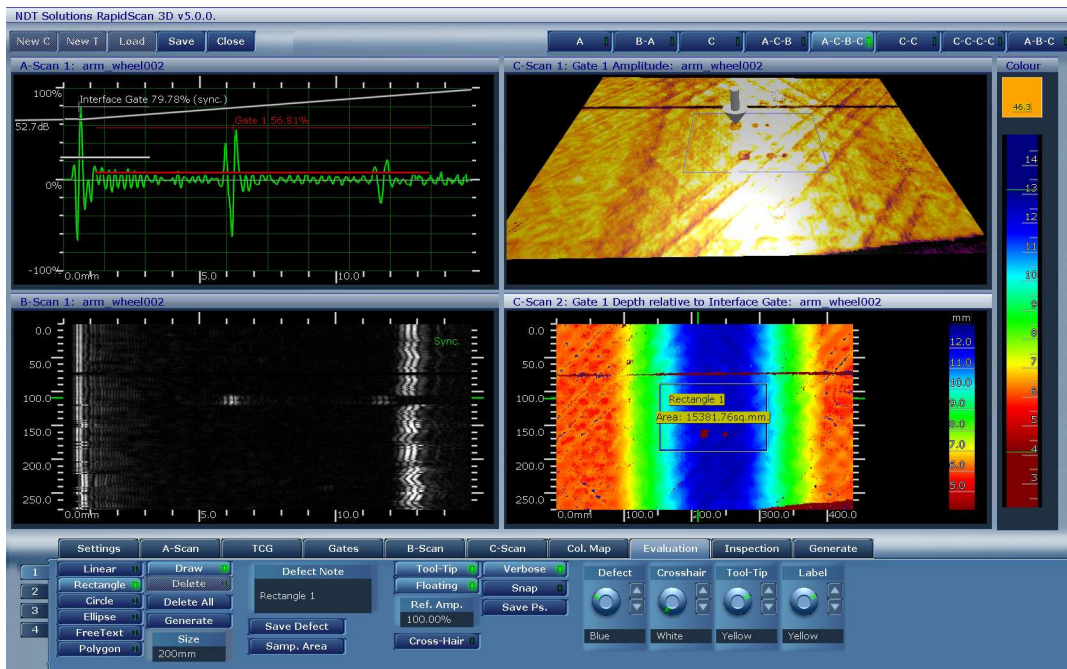 NDT Solutions RapidScan 3D v5.0.0.
New C New T Load Save Close A B-A C A-C-B A-C-B-C C-C C-C-C-C A-B-C
A-Scan 1: arm_wheel002
100%
Interface Gate 79.78% (sync.)
52.7dB
Gate 1 56.81%
0%
-100%
0.0mm 5.0 10.0
C-Scan 1: Gate 1 Amplitude: arm_wheel002
Colour
46.3
14
13
12
11
10
9
8
7
6
5
4
3
B-Scan 1: arm_wheel002
0.0
50.0
100.0
150.0
200.0
250.0
Sync.
0.0mm 5.0 10.0
C-Scan 2: Gate 1 Depth relative to Interface Gate: arm_wheel002
0.0
50.0
100.0
150.0
200.0
250.0
Rectangle 1
Area: 15381.76sq.mm.
0.0mm 100.0 200.0 300.0 400.0
mm
12.0
11.0
10.0
9.0
8.0
7.0
6.0
5.0
Settings A-Scan TCG Gates B-Scan C-Scan Col. Map Evaluation Inspection Generate
1
2
3
4
Linear
Rectangle
Circle
Ellipse
FreeText
Polygon
Draw
Delete
Delete All
Generate
Size
200mm
Defect Note
Rectangle 1
Save Defect
Samp. Area
Tool-Tip
Floating
Ref. Amp.
100.00%
Cross-Hair
Verbose
Snap
Save Ps.
Defect Crosshair Tool-Tip Label
Blue White Yellow Yellow